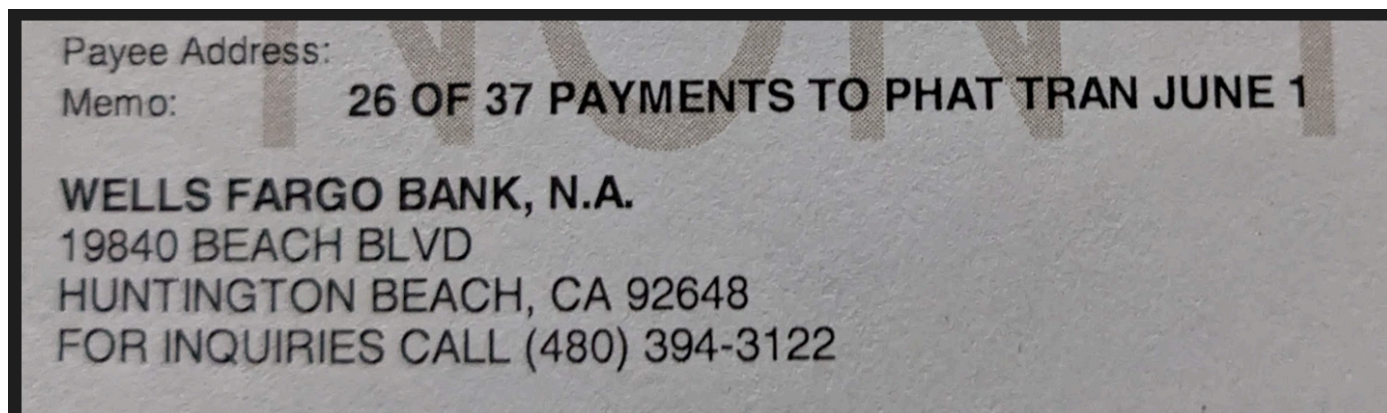 Payee Address:
Memo: 26 OF 37 PAYMENTS TO PHAT TRAN JUNE 1
WELLS FARGO BANK, N.A.
19840 BEACH BLVD
HUNTINGTON BEACH, CA 92648
FOR INQUIRIES CALL (480) 394-3122